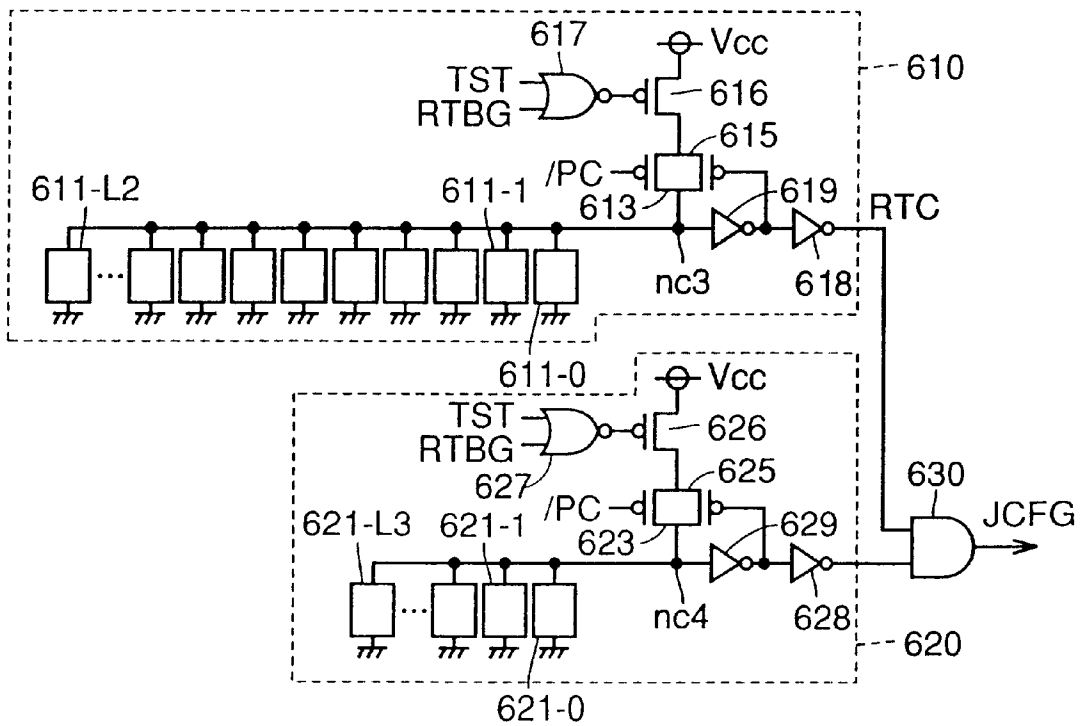 617
Vcc
TST
RTBG
616
610
615
/PC
613
619
RTC
611-L2
611-1
...
nc3
618
611-0
Vcc
TST
RTBG
626
627
625
630
/PC
623
629
JCFG
621-L3
621-1
...
nc4
628
620
621-0